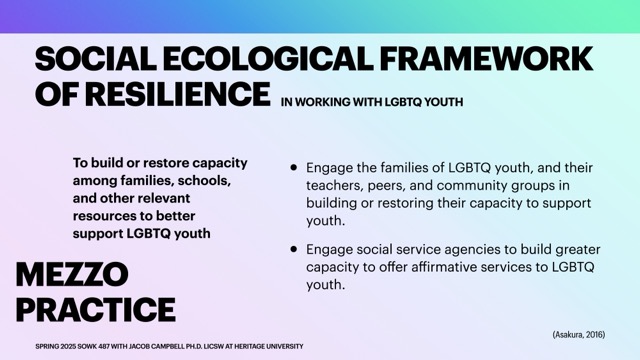 SOCIAL ECOLOGICAL FRAMEWORK
OF RESILIENCE IN WORKING WITH LGBTQ YOUTH
To build or restore capacity
among families, schools,
and other relevant
resources to better
support LGBTQ youth
MEZZO
PRACTICE
• Engage the families of LGBTQ youth, and their
teachers, peers, and community groups in
building or restoring their capacity to support
youth.
• Engage social service agencies to build greater
capacity to offer affirmative services to LGBTQ
youth.
(Asakura, 2016)
SPRING 2025 SOWK 487 WITH JACOB CAMPBELL PH.D. LICSW AT HERITAGE UNIVERSITY